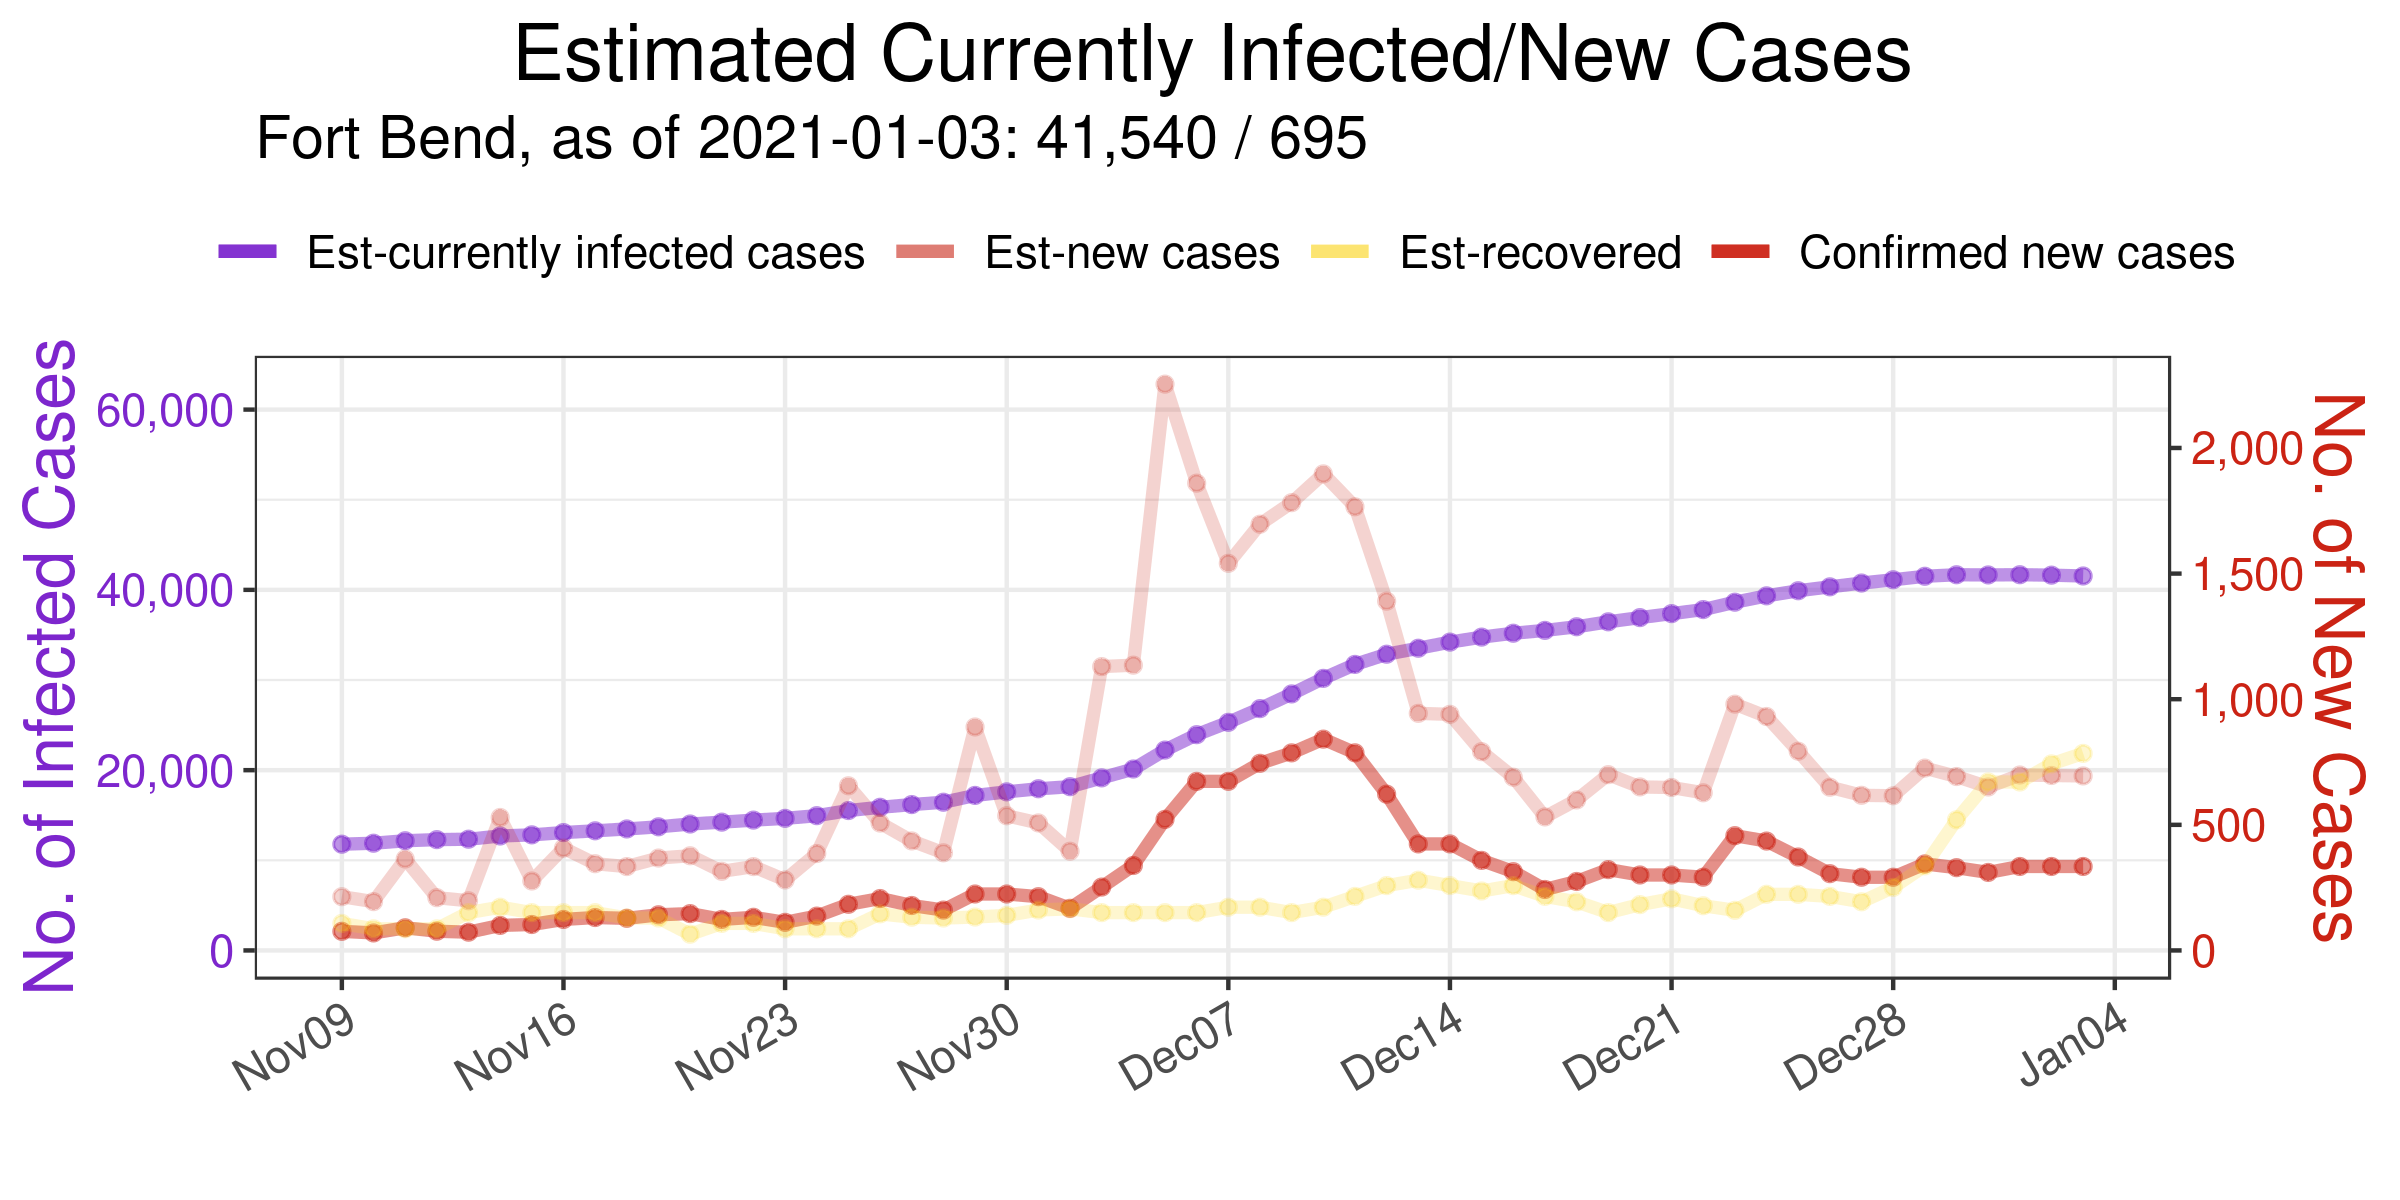 Estimated Currently Infected/New Cases
Fort Bend, as of 2021-01-03: 41,540 / 695
Est-currently infected cases
Est-new cases
Est-recovered
Confirmed new cases
No. of Infected Cases
60,000
40,000
20,000
0
No. of New Cases
2,000
1,500
1,000
500
0
Nov09
Nov16
Nov23
Nov30
Dec07
Dec14
Dec21
Dec28
Jan04